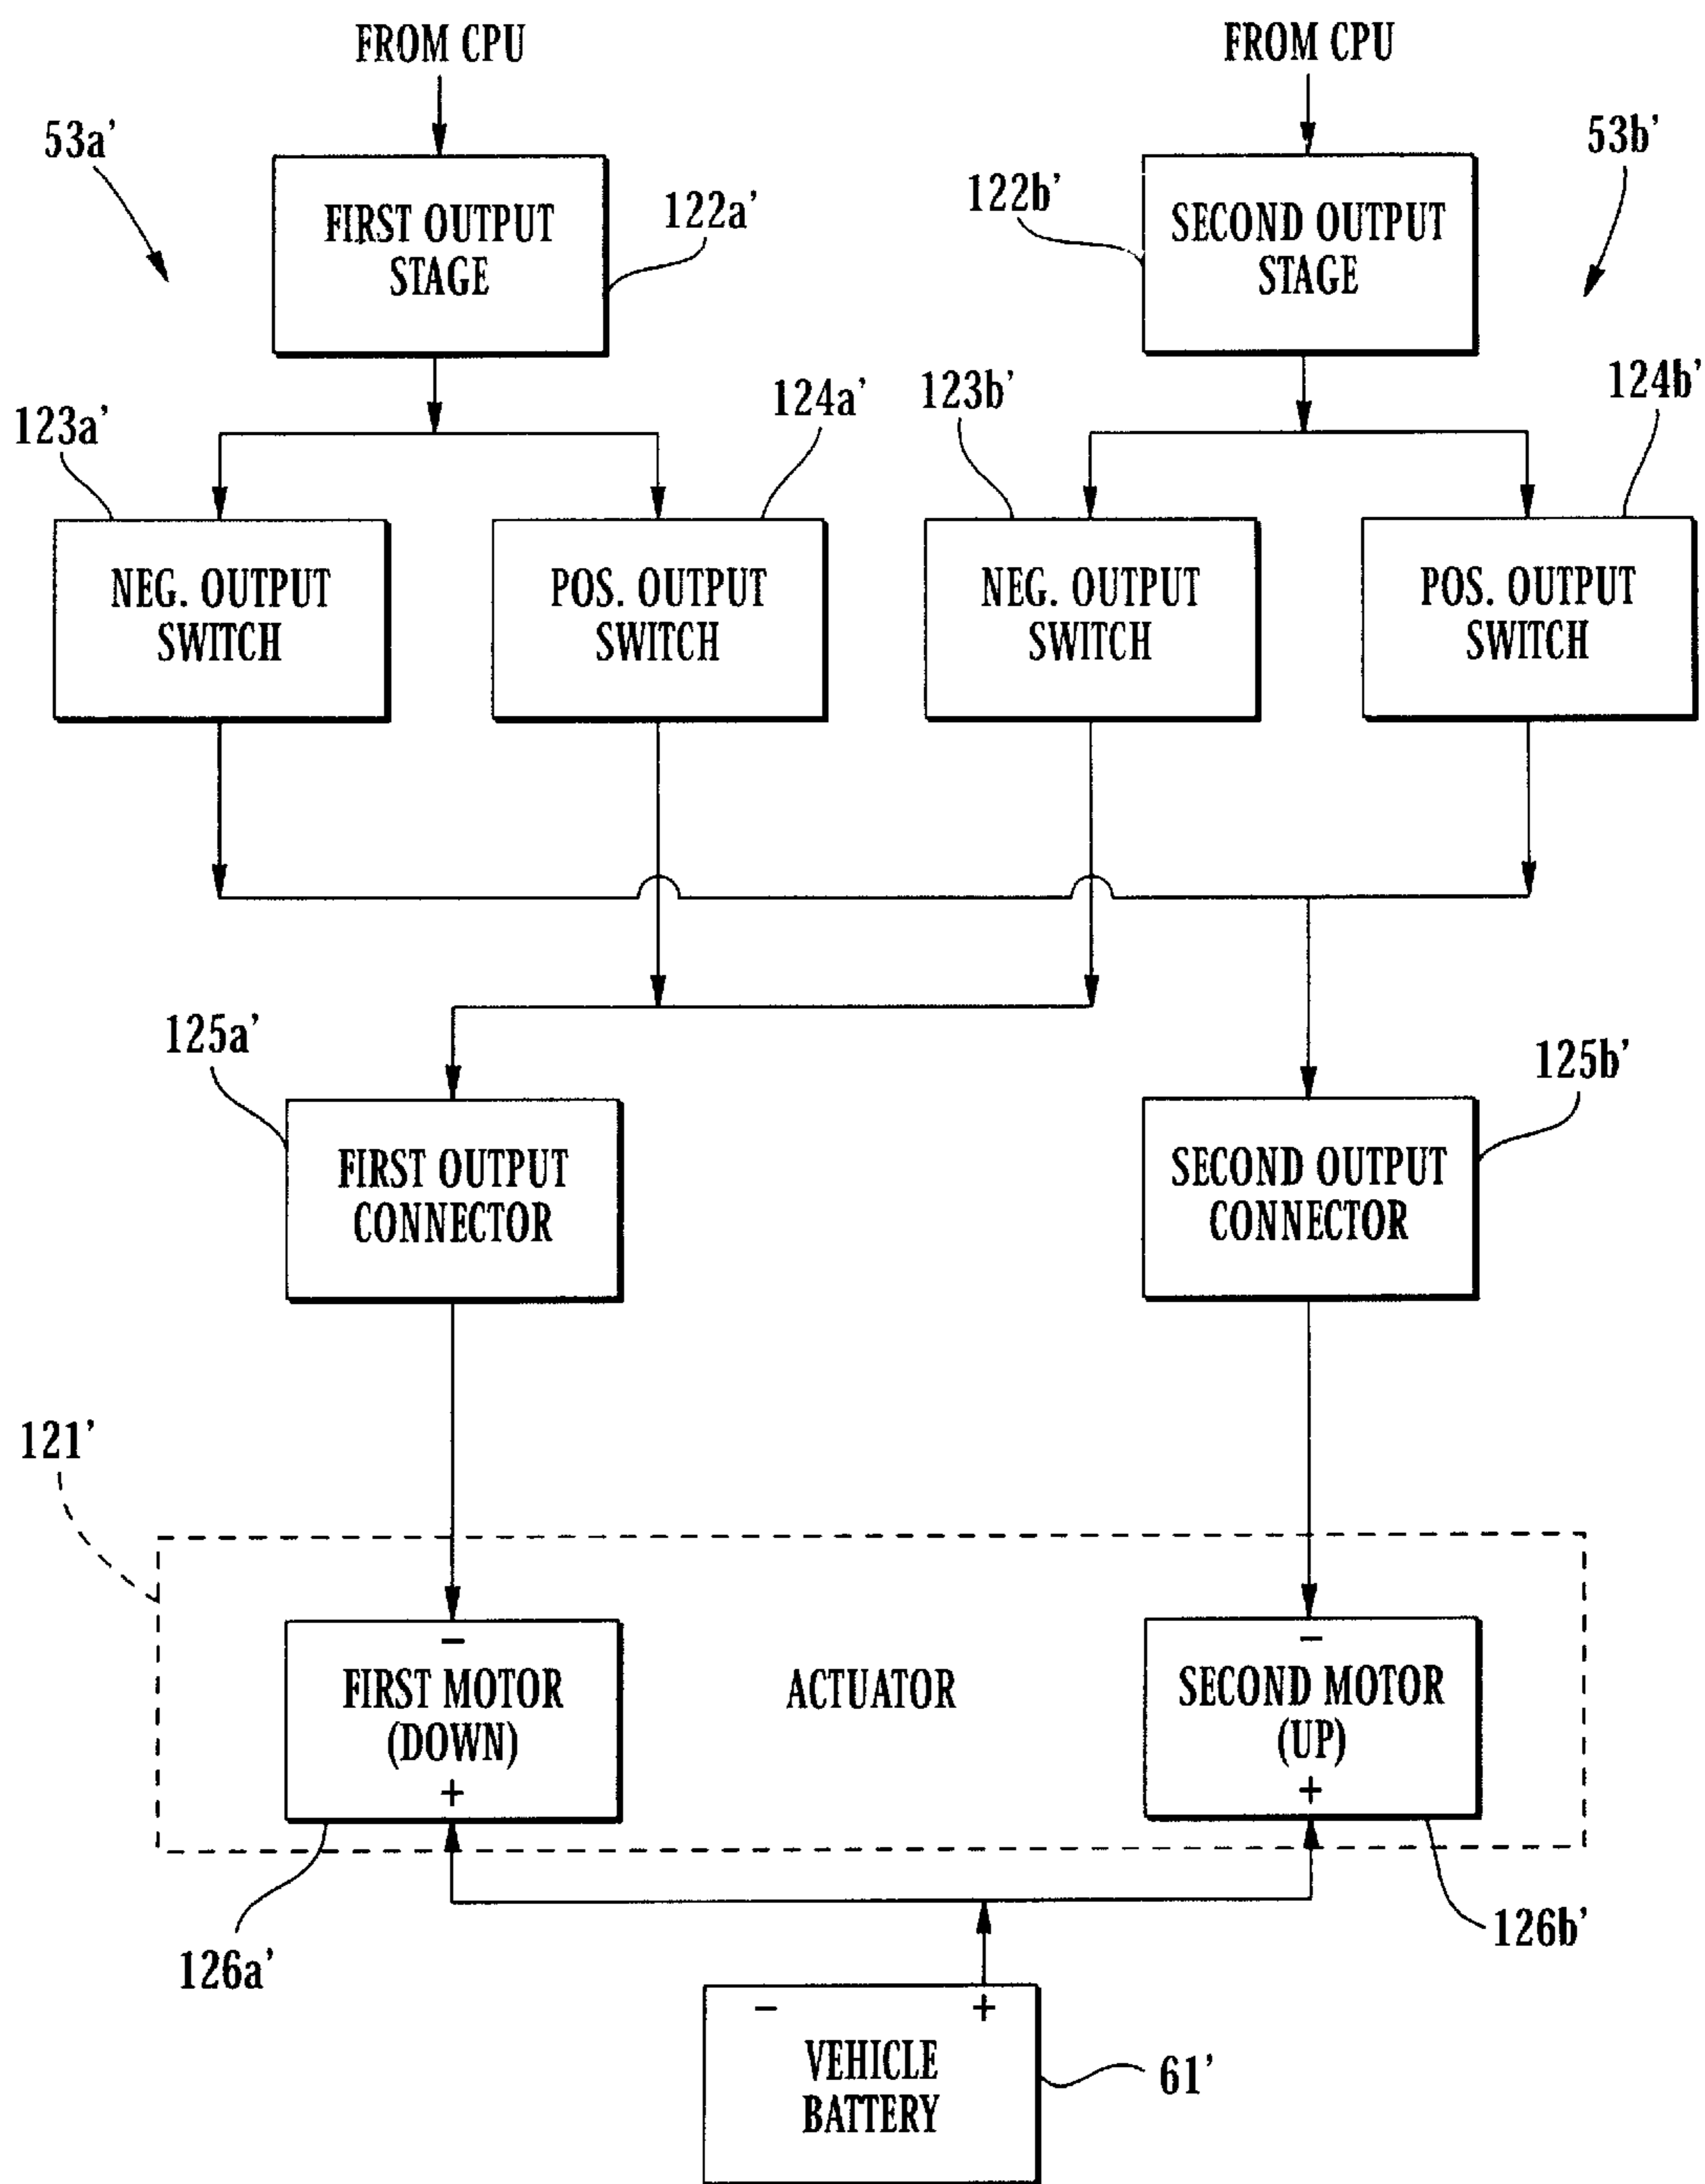 FROM CPU
FROM CPU
53a’
53b’
FIRST OUTPUT
STAGE
122a’
122b’
SECOND OUTPUT
STAGE
123a’
124a’
123b’
124b’
NEG. OUTPUT
SWITCH
POS. OUTPUT
SWITCH
NEG. OUTPUT
SWITCH
POS. OUTPUT
SWITCH
125a’
125b’
FIRST OUTPUT
CONNECTOR
SECOND OUTPUT
CONNECTOR
121’
−
FIRST MOTOR
(DOWN)
+
ACTUATOR
−
SECOND MOTOR
(UP)
+
126a’
126b’
− +
VEHICLE
BATTERY
61’